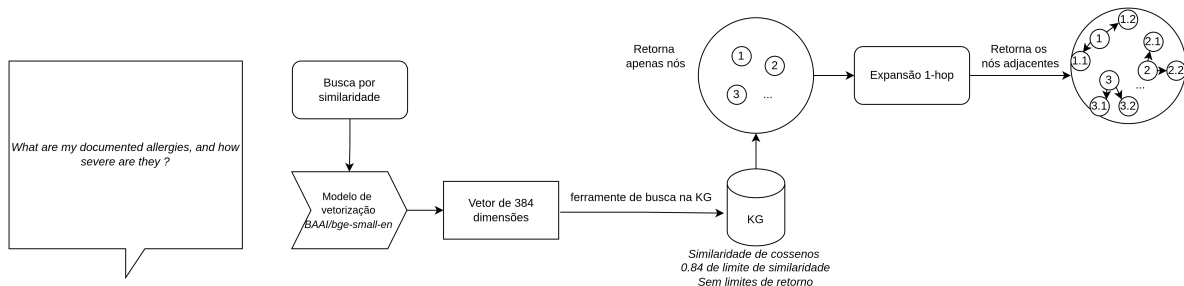 What are my documented allergies, and how
severe are they ?
Busca por
similaridade
Modelo de
vetorização
BAAI/bge-small-en
Vetor de 384
dimensões
ferramente de busca na KG
KG
Similaridade de cossenos
0.84 de limite de similaridade
Sem limites de retorno
Retorna
apenas nós
1
2
3
...
Expansão 1-hop
Retorna os
nós adjacentes
1.2
1
1.1
2.1
2
2.2
3
...
3.1
3.2